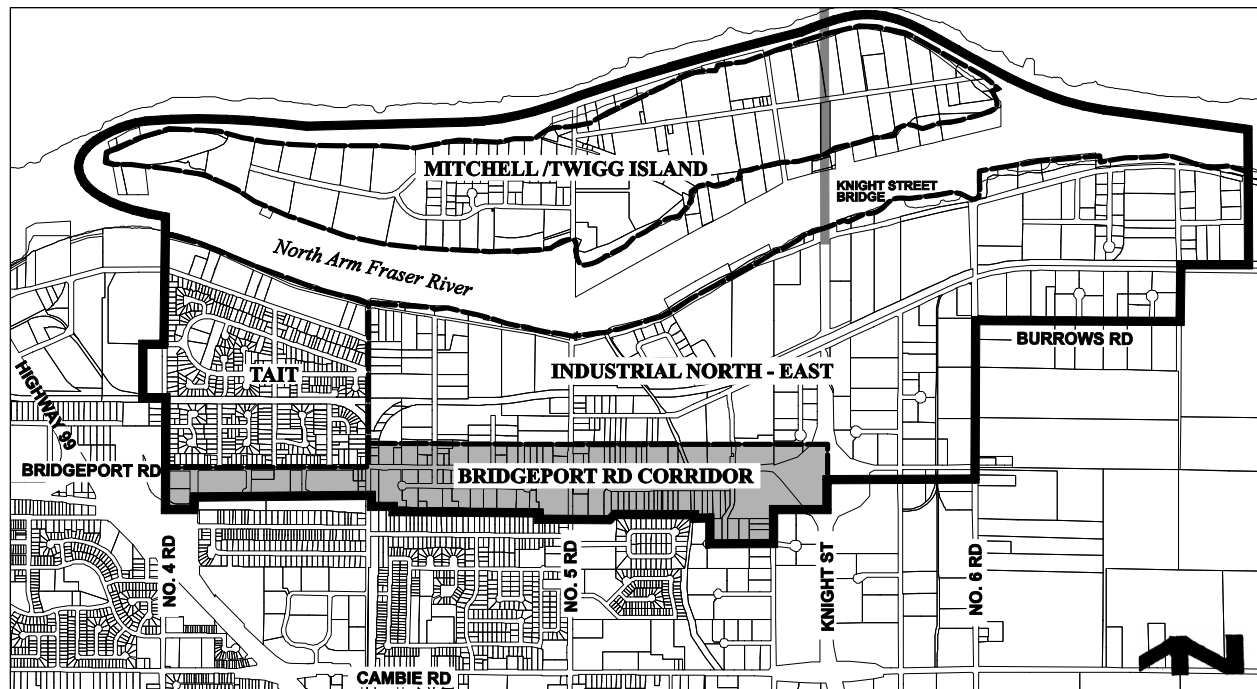 MITCHELL /TWIGG ISLAND
KNIGHT STREET
BRIDGE
North Arm Fraser River
BURROWS RD
TAIT
INDUSTRIAL NORTH - EAST
HIGHWAY 99
BRIDGEPORT RD
BRIDGEPORT RD CORRIDOR
NO. 4 RD
NO. 5 RD
KNIGHT ST
NO. 6 RD
CAMBIE RD